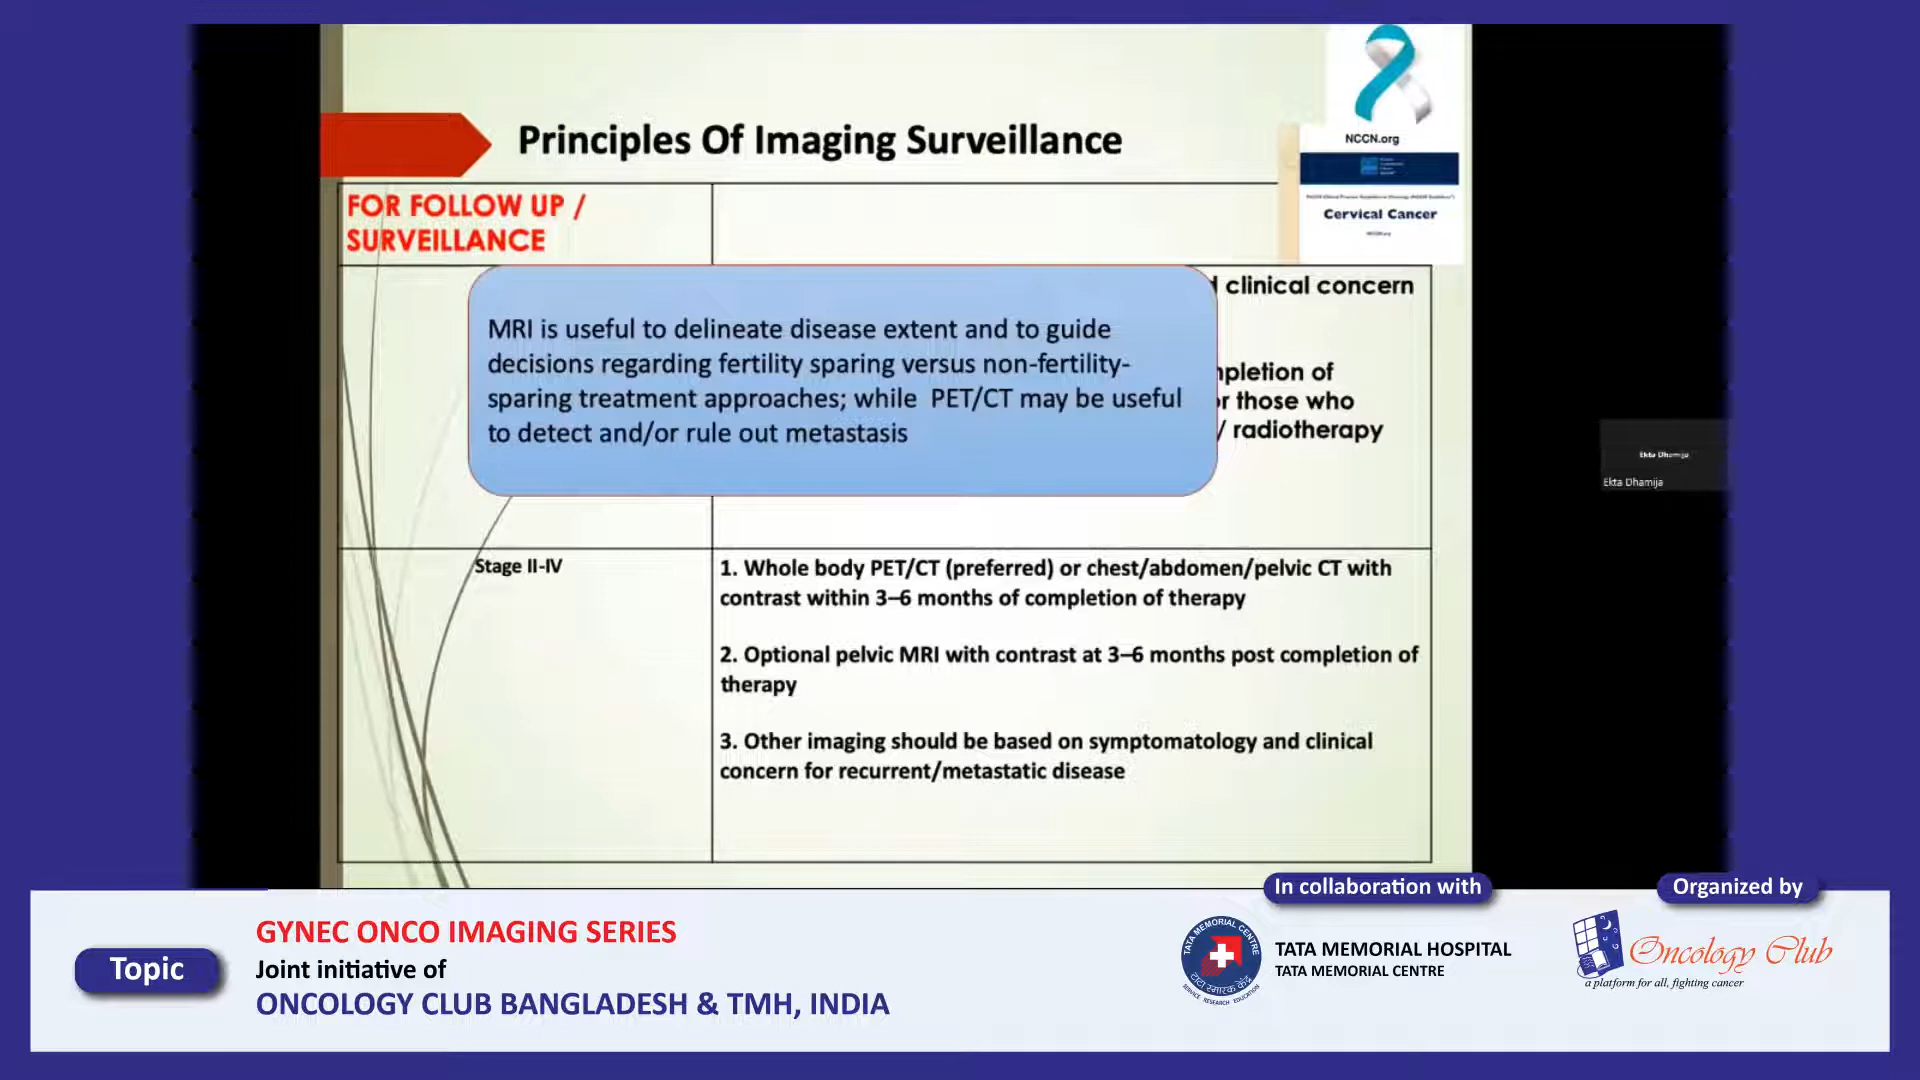 NCCN.org
Principles Of Imaging Surveillance
Cervical Cancer
FOR FOLLOW UP /
SURVEILLANCE
clinical concern
MRI is useful to delineate disease extent and to guide
decisions regarding fertility sparing versus non-fertility-
sparing treatment approaches; while PET/CT may be useful
to detect and/or rule out metastasis
of
those who
/ radiotherapy
Ekta Dhamija
Ekta Dhamija
Stage II-IV
1. Whole body PET/CT (preferred) or chest/abdomen/pelvic CT with
contrast within 3–6 months of completion of therapy
2. Optional pelvic MRI with contrast at 3–6 months post completion of
therapy
3. Other imaging should be based on symptomatology and clinical
concern for recurrent/metastatic disease
Topic
GYNEC ONCO IMAGING SERIES
Joint initiative of
ONCOLOGY CLUB BANGLADESH & TMH, INDIA
In collaboration with
TATA MEMORIAL CENTRE
टाटा स्मारक केंद्र
SERVICE RESEARCH EDUCATION
TATA MEMORIAL HOSPITAL
TATA MEMORIAL CENTRE
Organized by
Oncology Club
a platform for all, fighting cancer